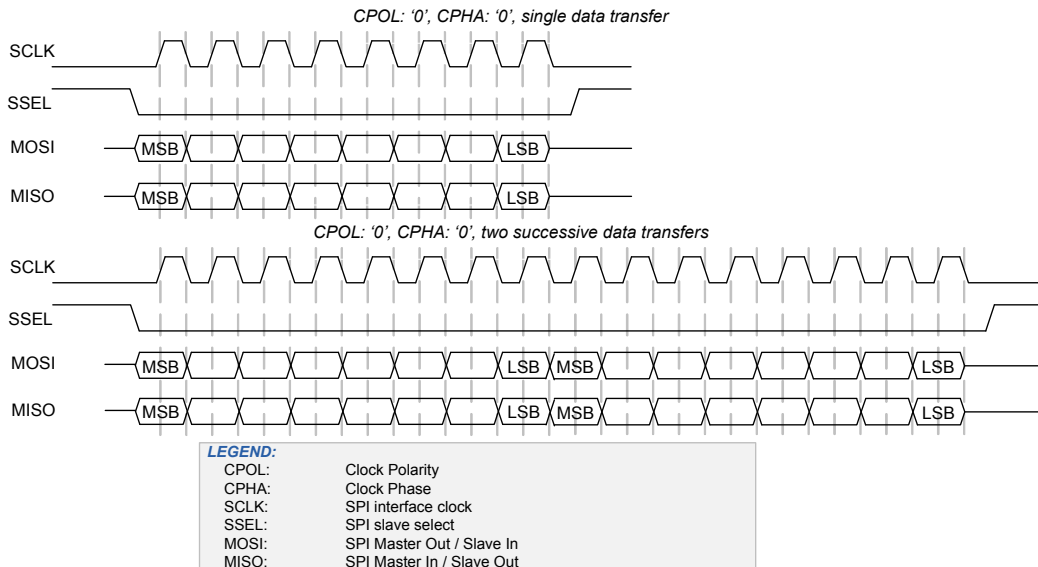 CPOL: ‘0’, CPHA: ‘0’, single data transfer
SCLK
SSEL
MOSI MSB LSB
MISO MSB LSB
CPOL: ‘0’, CPHA: ‘0’, two successive data transfers
SCLK
SSEL
MOSI MSB LSB MSB LSB
MISO MSB LSB MSB LSB
LEGEND:
CPOL: Clock Polarity
CPHA: Clock Phase
SCLK: SPI interface clock
SSEL: SPI slave select
MOSI: SPI Master Out / Slave In
MISO: SPI Master In / Slave Out